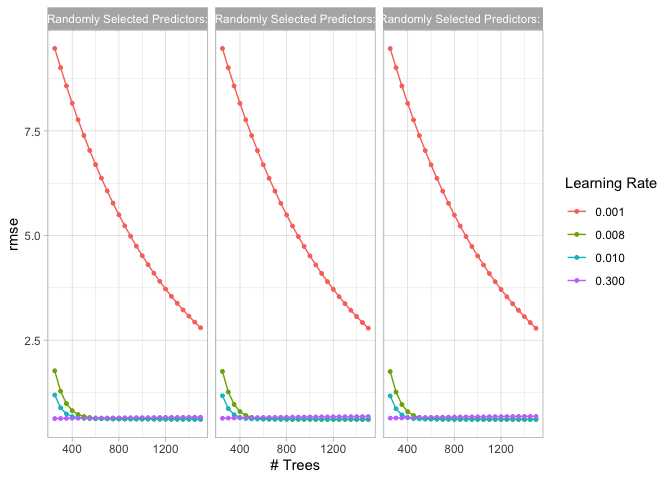 Randomly Selected Predictors: Randomly Selected Predictors: Randomly Selected Predictors:
7.5
5.0
2.5
rmse
400 800 1200 400 800 1200 400 800 1200
# Trees
Learning Rate
0.001
0.008
0.010
0.300